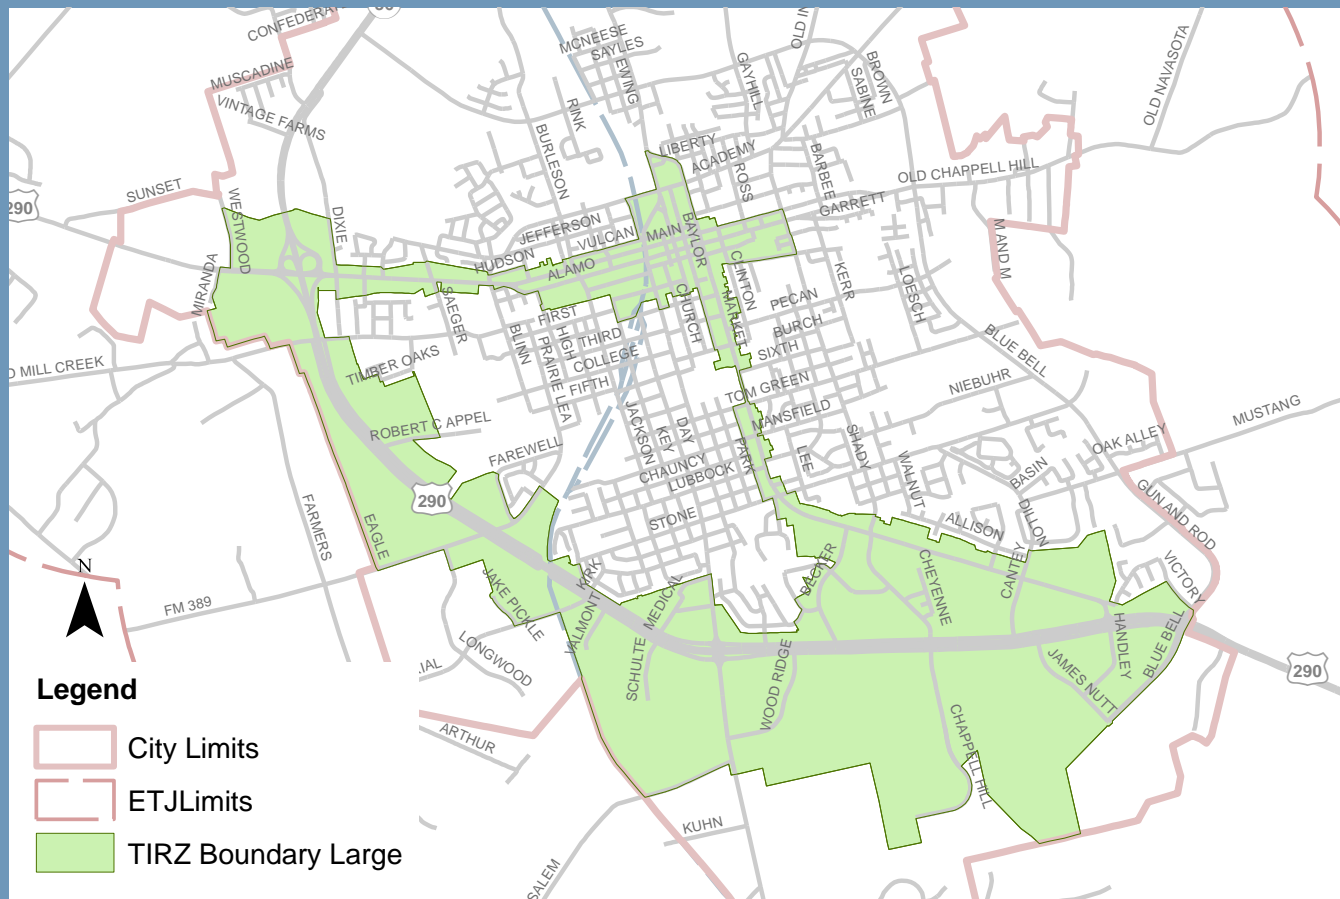 CONFEDERA
MCNEESE
SAYLES
EWING
OLD IN
GAYHILL
BROWN
SABINE
OLD NAVASOTA
MUSCADINE
VINTAGE FARMS
RINK
BURLESON
LIBERTY
ACADEMY
ROSS
BARBEE
OLD CHAPPELL HILL
GARRETT
SUNSET
290
WESTWOOD
DIXIE
JEFFERSON
VULCAN
MAIN
BAYLOR
HUDSON
ALAMO
CLINTON
M AND M
MIRANDA
SAEGER
FIRST
HIGH
THIRD
CHURCH
MARKET
PECAN
KERR
LOESCH
BURCH
SIXTH
BLUE BELL
BLINN
PRAIRIE LEA
COLLEGE
FIFTH
D MILL CREEK
TIMBER OAKS
TOM GREEN
NIEBUHR
MANSFIELD
MUSTANG
ROBERT C APPEL
JACKSON
KEY
DAY
PARK
LEE
SHADY
WALNUT
OAK ALLEY
FAREWELL
CHAUNCY
LUBBOCK
BASIN
290
GUN AND ROD
FARMERS
EAGLE
STONE
ALLISON
DILLON
N
FM 389
JAKE PICKLE
KIRK
MEDICAL
BECKER
CHEYENNE
CANTEY
VICTORY
VALMONT
LONGWOOD
IAL
SCHULTE
WOOD RIDGE
HANDLEY
BLUE BELL
JAMES NUTT
290
ARTHUR
CHAPPELL HILL
KUHN
SALEM
Legend
City Limits
ETJLimits
TIRZ Boundary Large